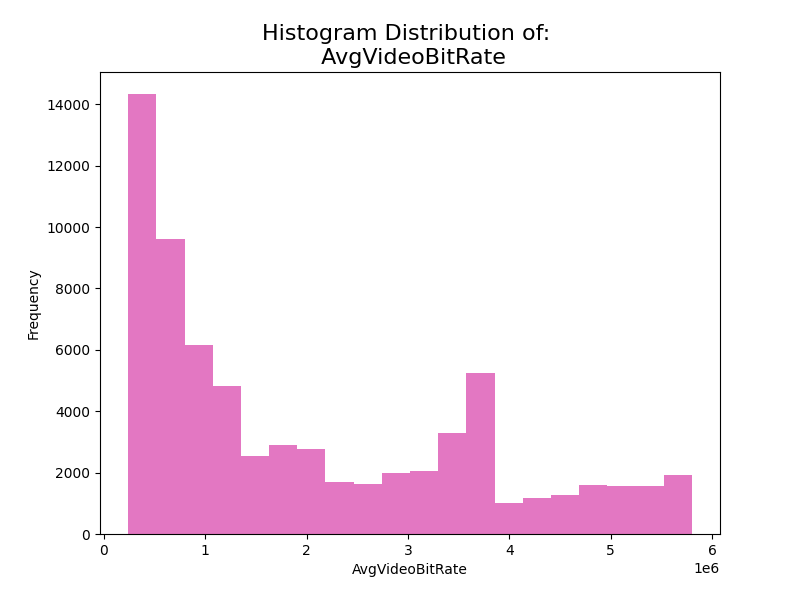 Histogram Distribution of:
AvgVideoBitRate
14000
12000
10000
8000
6000
4000
2000
0
Frequency
0 1 2 3 4 5 6
1e6
AvgVideoBitRate